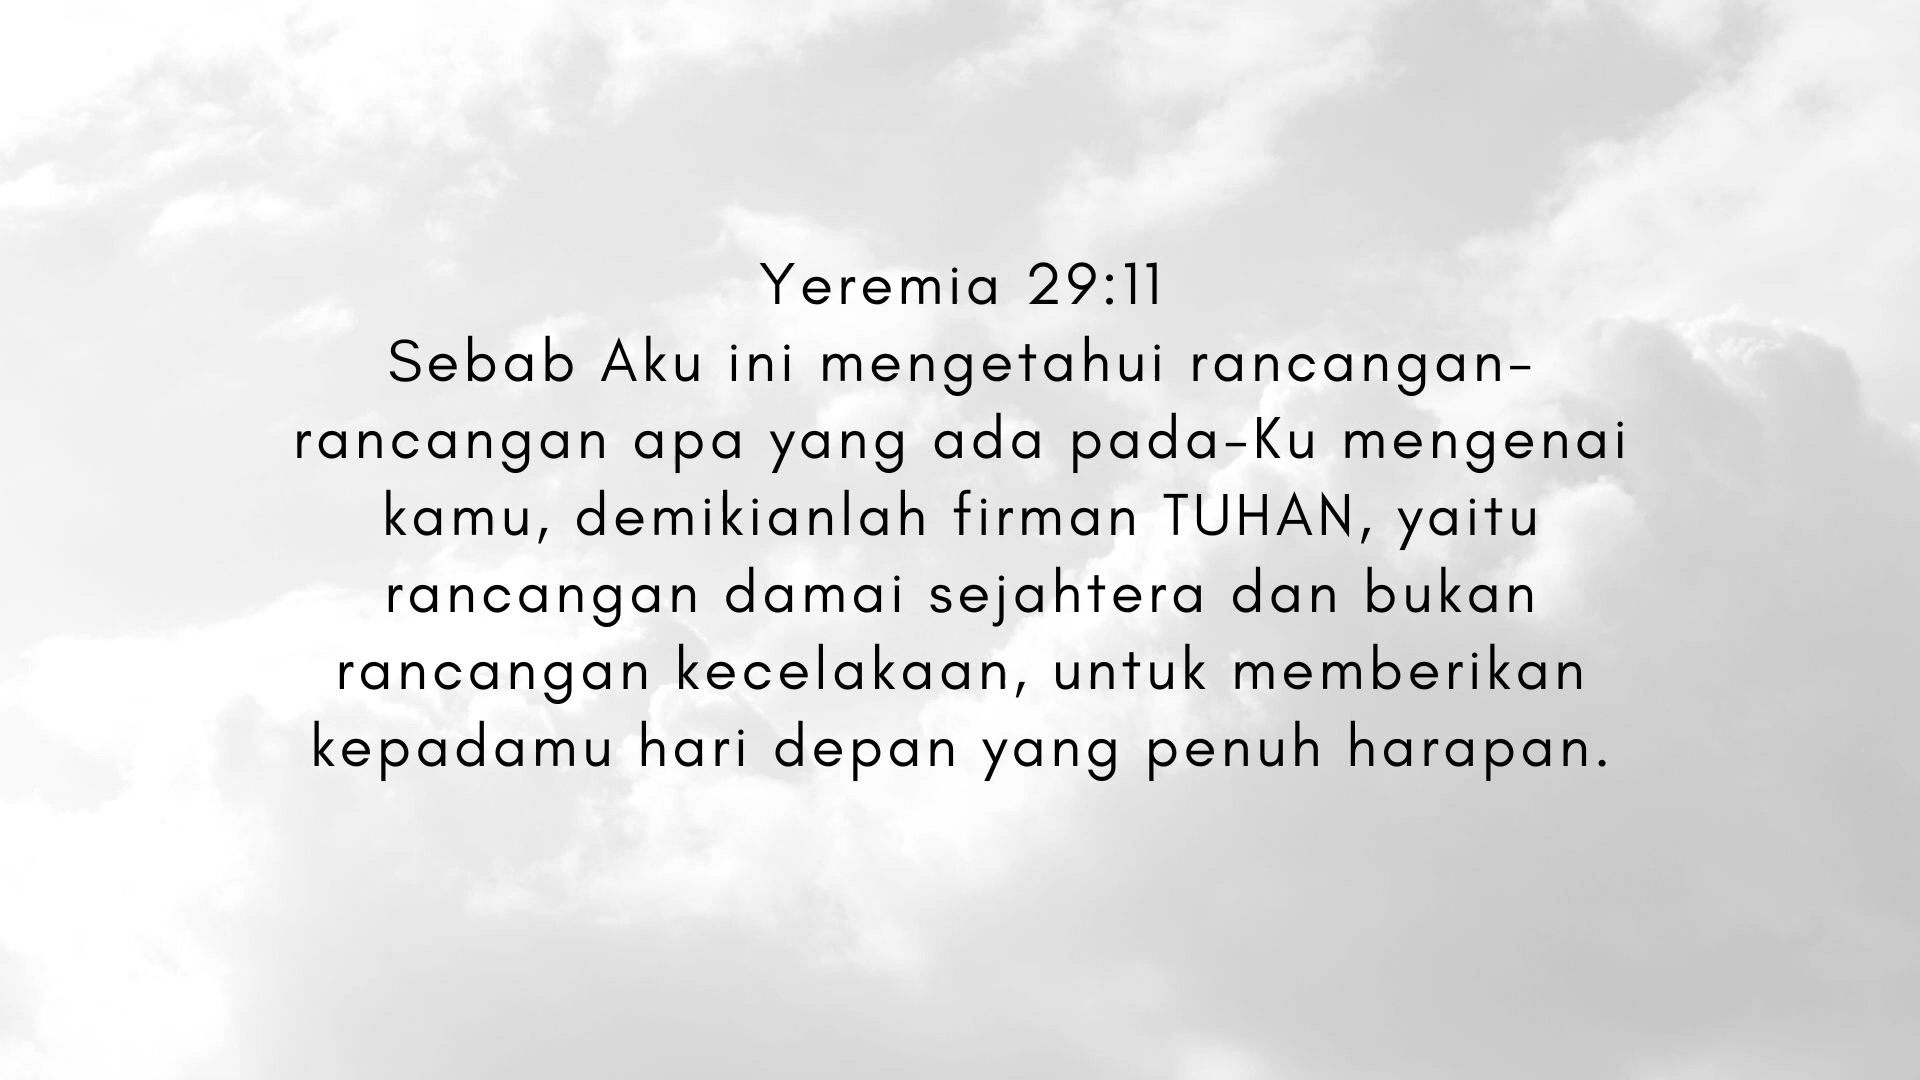 Yeremia 29:11
Sebab Aku ini mengetahui rancangan-
rancangan apa yang ada pada-Ku mengenai
kamu, demikianlah firman TUHAN, yaitu
rancangan damai sejahtera dan bukan
rancangan kecelakaan, untuk memberikan
kepadamu hari depan yang penuh harapan.